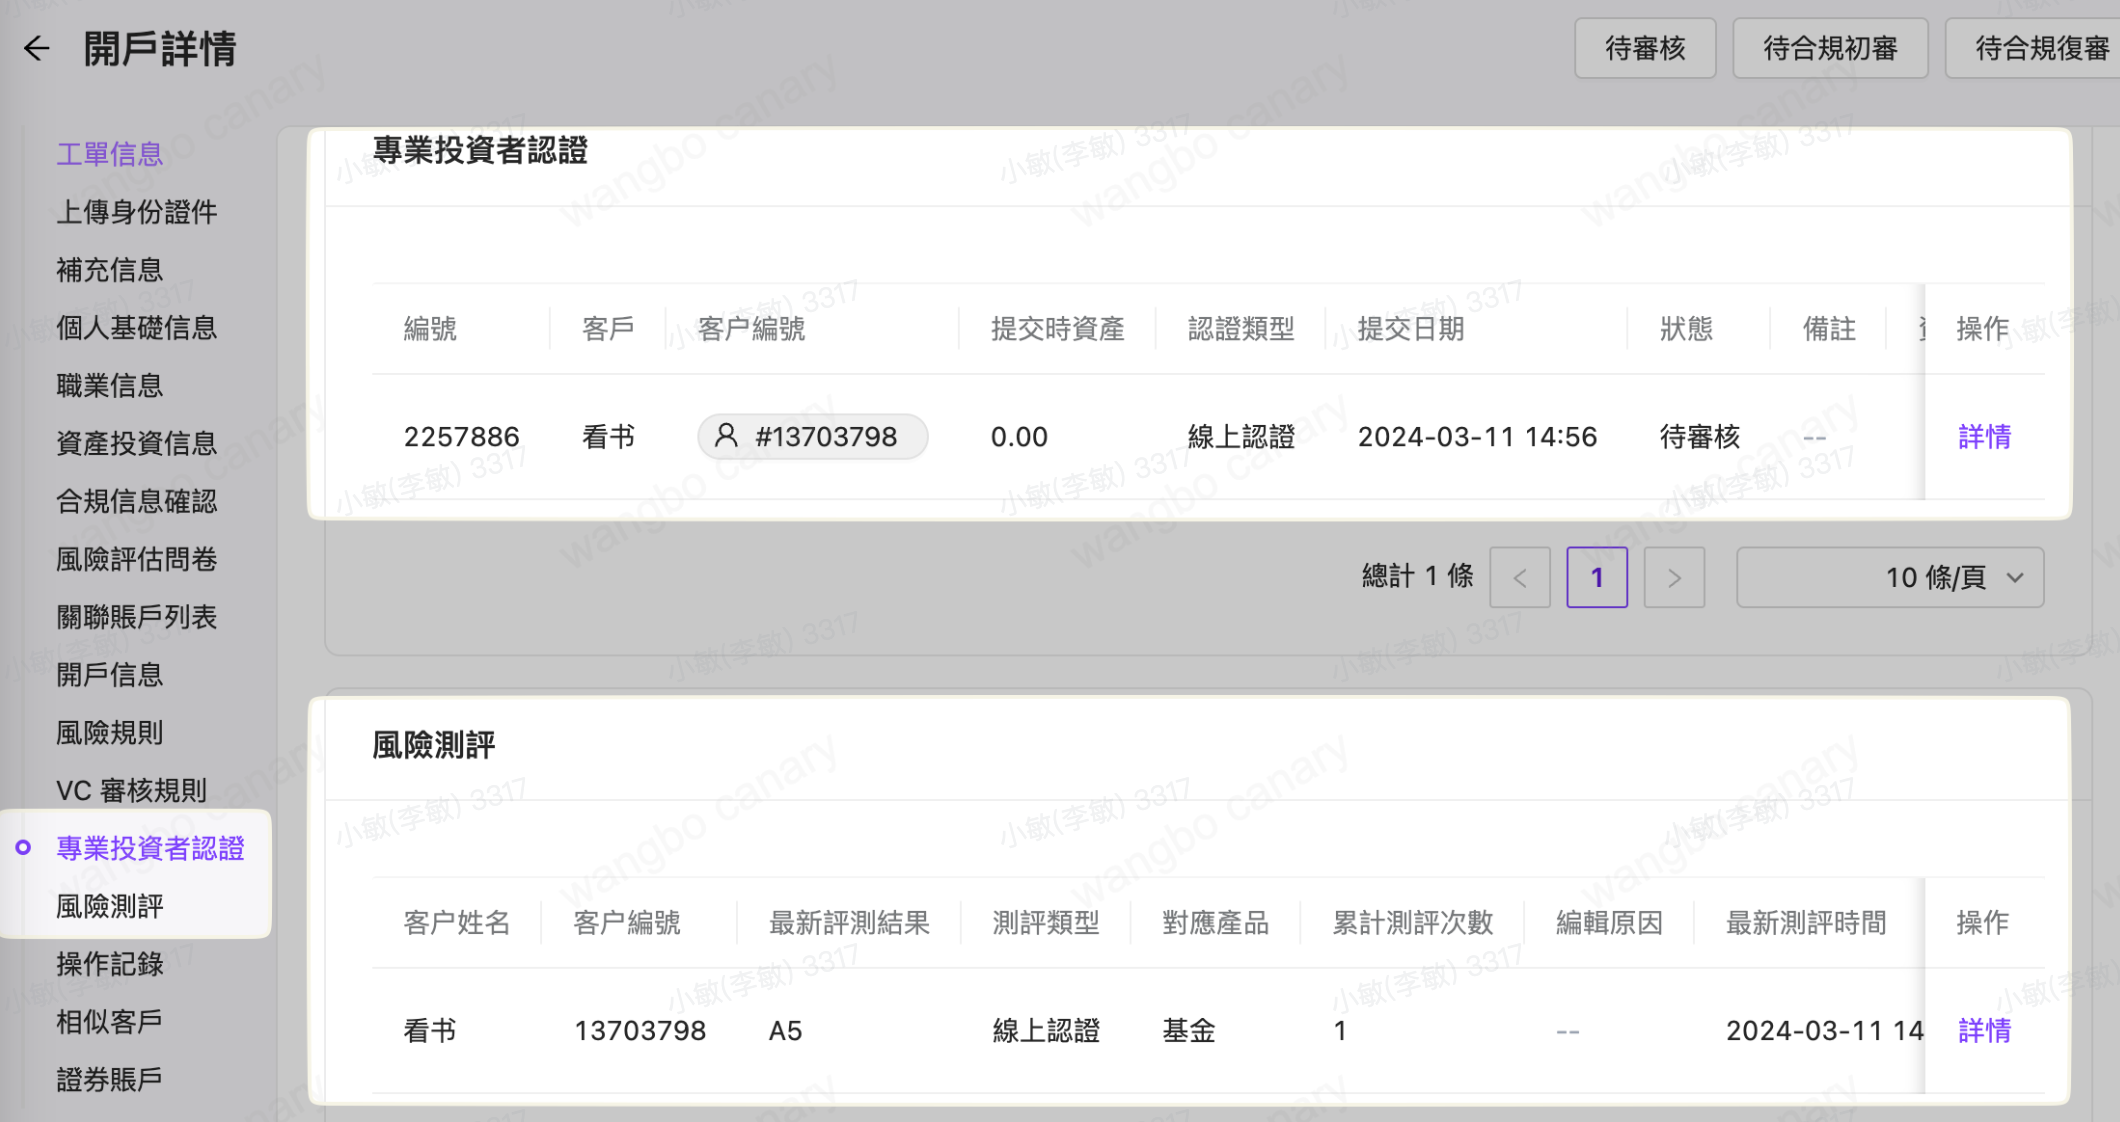 開戶詳情
待審核
待合規初審
待合規復審
工單信息
上傳身份證件
補充信息
個人基礎信息
職業信息
資產投資信息
合規信息確認
風險評估問卷
關聯賬戶列表
開戶信息
風險規則
VC 審核規則
專業投資者認證
風險測評
操作記錄
相似客戶
證券賬戶
專業投資者認證
編號 客戶 客户編號 提交時資產 認證類型 提交日期 狀態 備註 操作
2257886 看书 #13703798 0.00 線上認證 2024-03-11 14:56 待審核 -- 詳情
總計 1 條 < 1 > 10 條/頁
風險測評
客户姓名 客户編號 最新評測結果 測評類型 對應產品 累計測評次數 編輯原因 最新測評時間 操作
看书 13703798 A5 線上認證 基金 1 -- 2024-03-11 14 詳情
小敏(李敏) 3317
wangbo canary